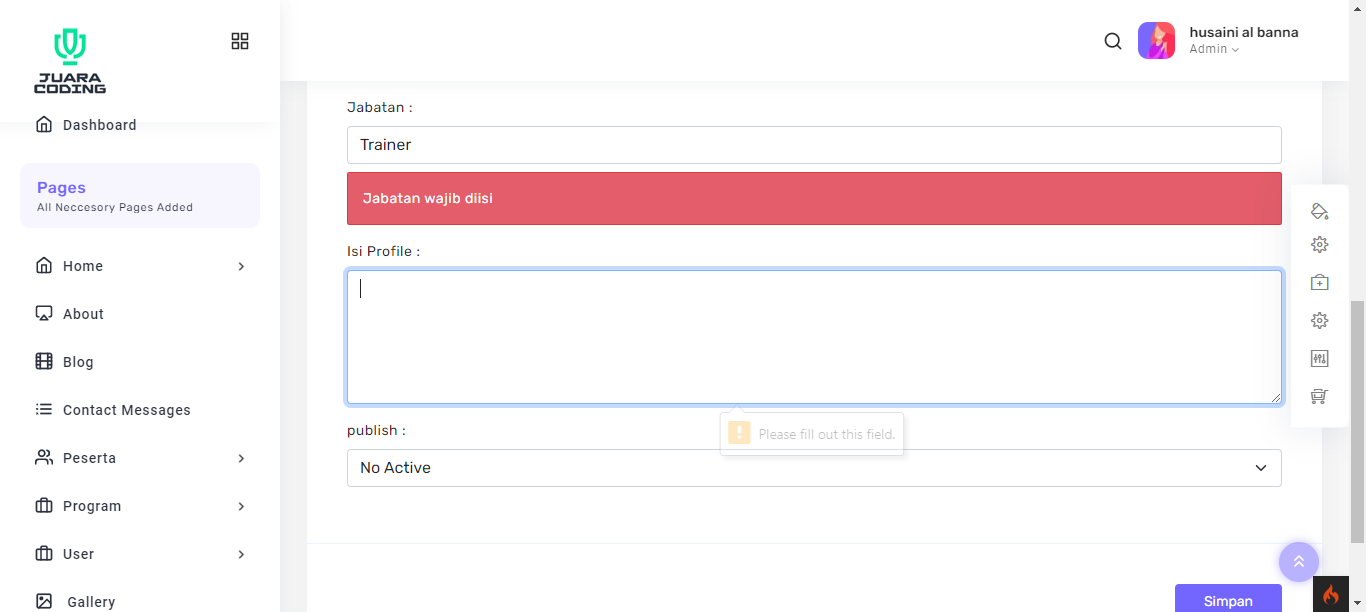 husaini al banna
Admin
JUARA
CODING
Dashboard
Pages
All Neccesory Pages Added
Home
About
Blog
Contact Messages
Peserta
Program
User
Gallery
Jabatan :
Trainer
Jabatan wajib diisi
Isi Profile :
Please fill out this field.
publish :
No Active
Simpan